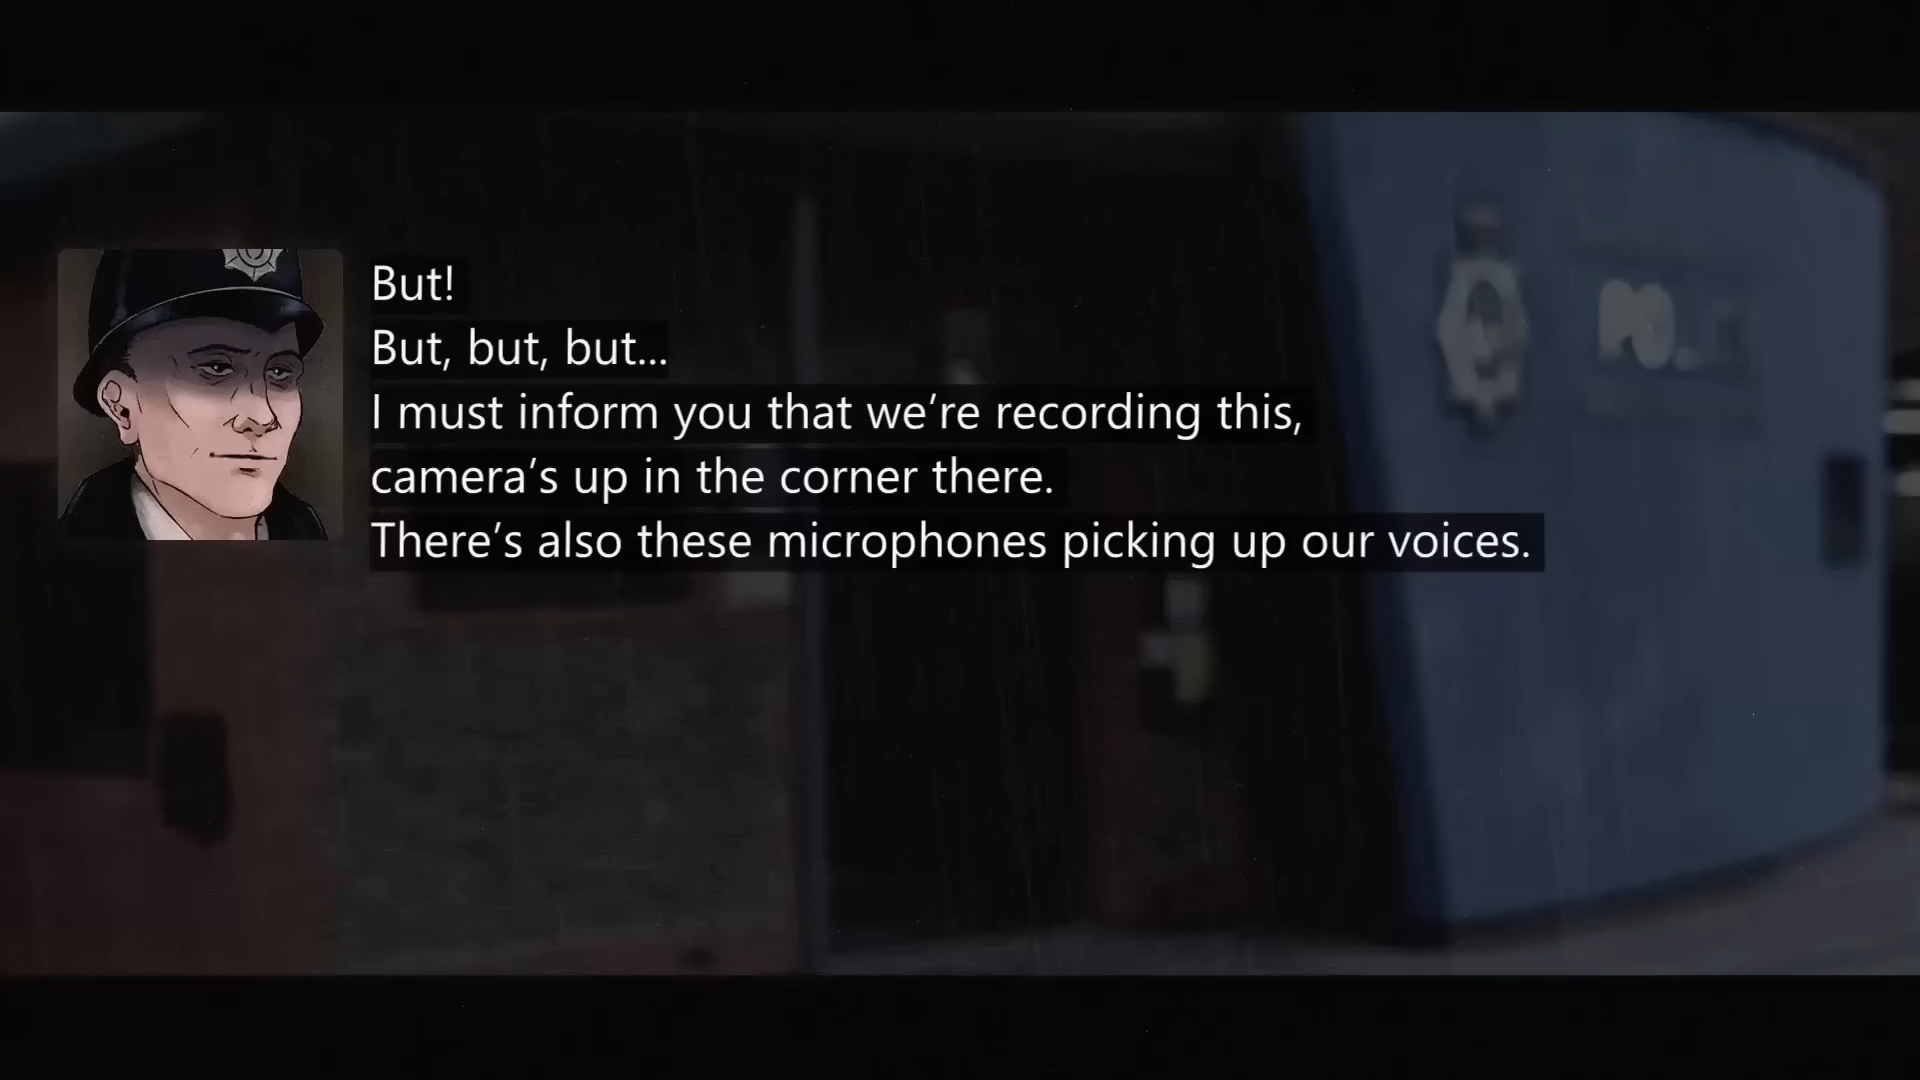 But!
But, but, but...
I must inform you that we’re recording this,
camera’s up in the corner there.
There’s also these microphones picking up our voices.